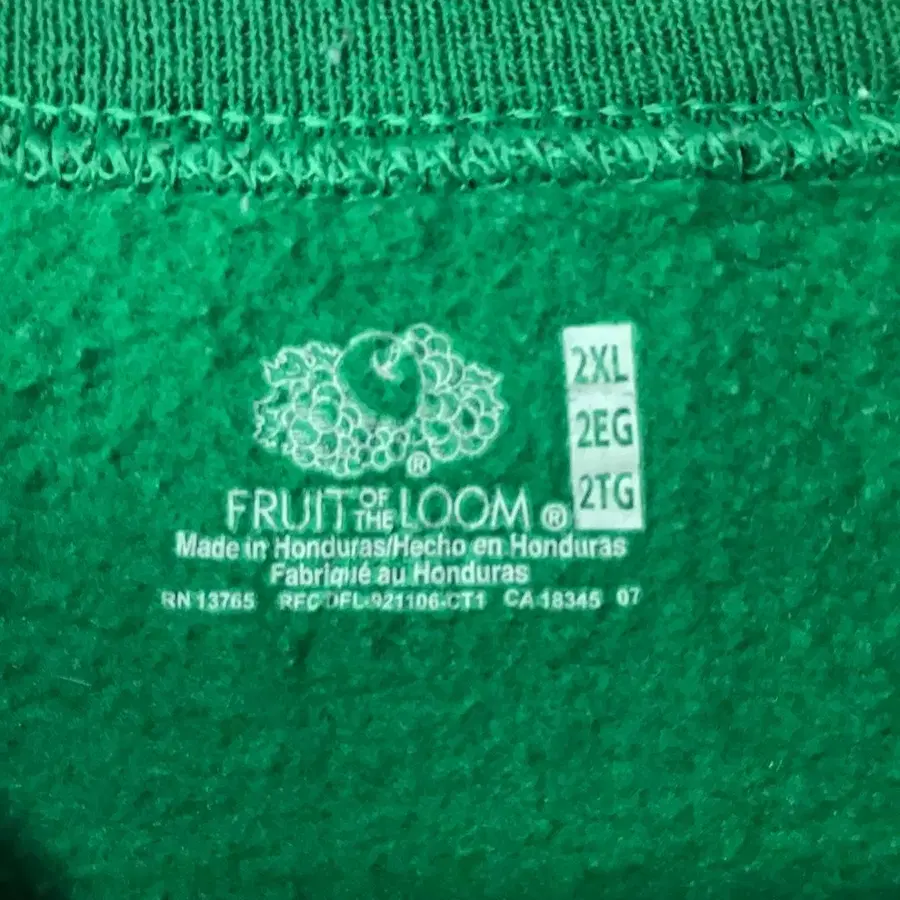 2XL
2EG
2TG
®
FRUIT OF THE LOOM ®
Made in Honduras/Hecho en Honduras
Fabriqué au Honduras
RN 13765 RFC DFL-921106-CT1 CA 18345 07